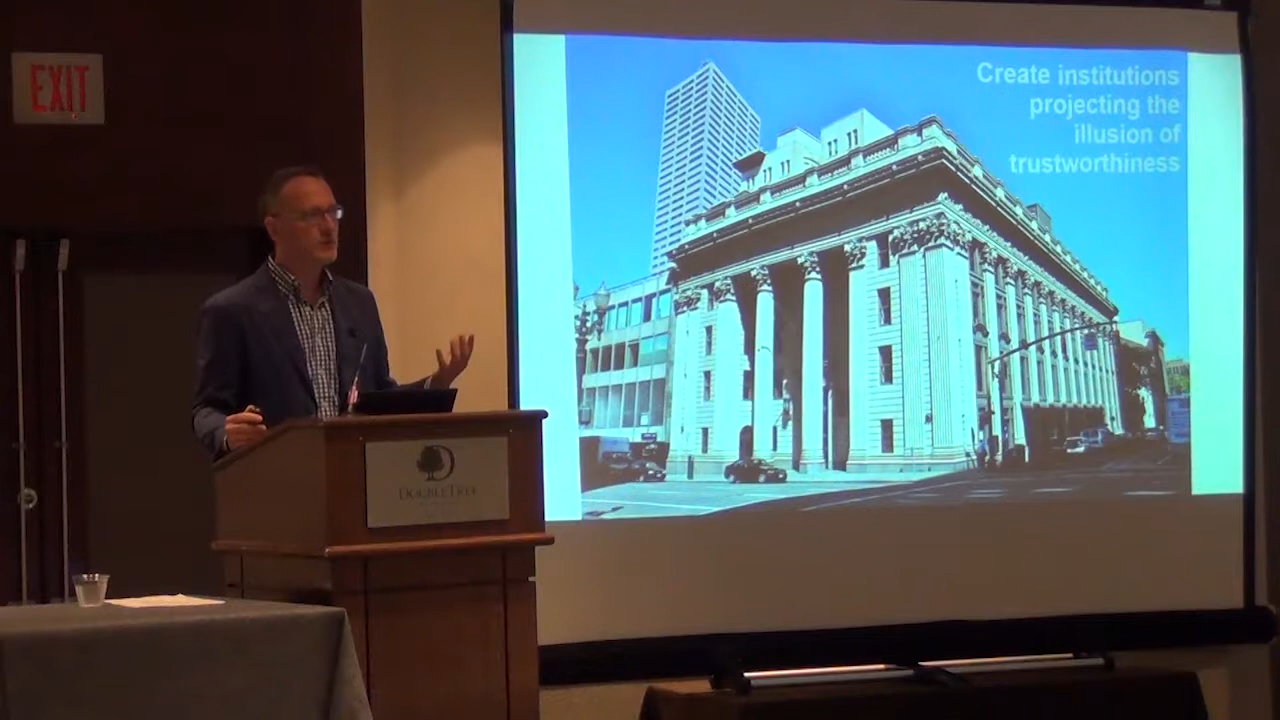 EXIT
Create institutions
projecting the
illusion of
trustworthiness
D
DOUBLETREE